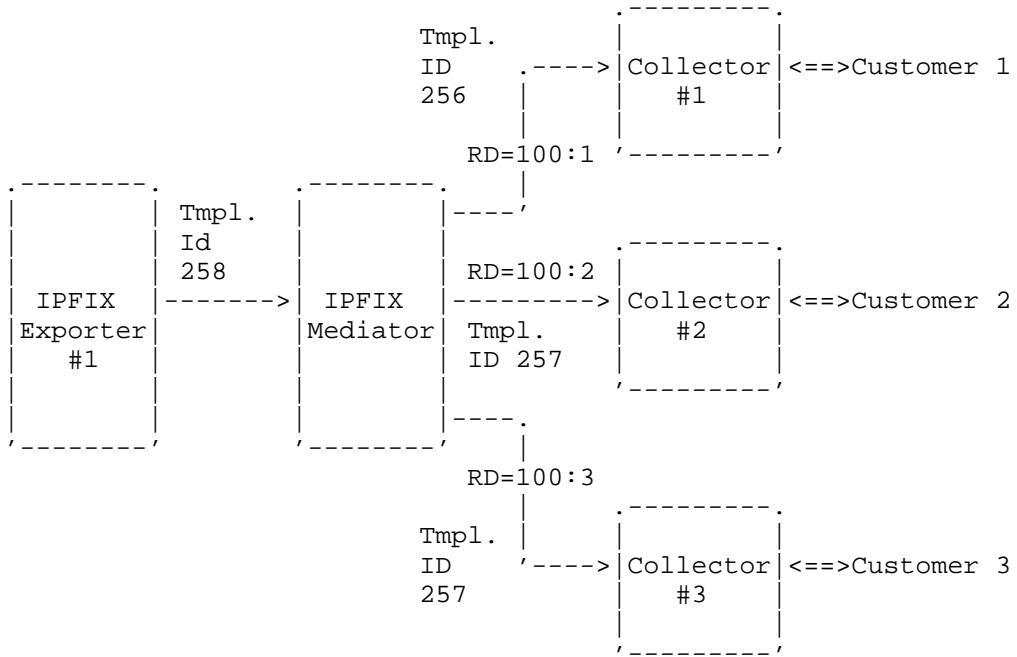 Tmpl.
ID
256
Collector <==>Customer 1
#1
RD=100:1
Tmpl.
Id
258
IPFIX
Exporter
#1
IPFIX
Mediator
RD=100:2
Tmpl.
ID 257
Collector <==>Customer 2
#2
RD=100:3
Tmpl.
ID
257
Collector <==>Customer 3
#3